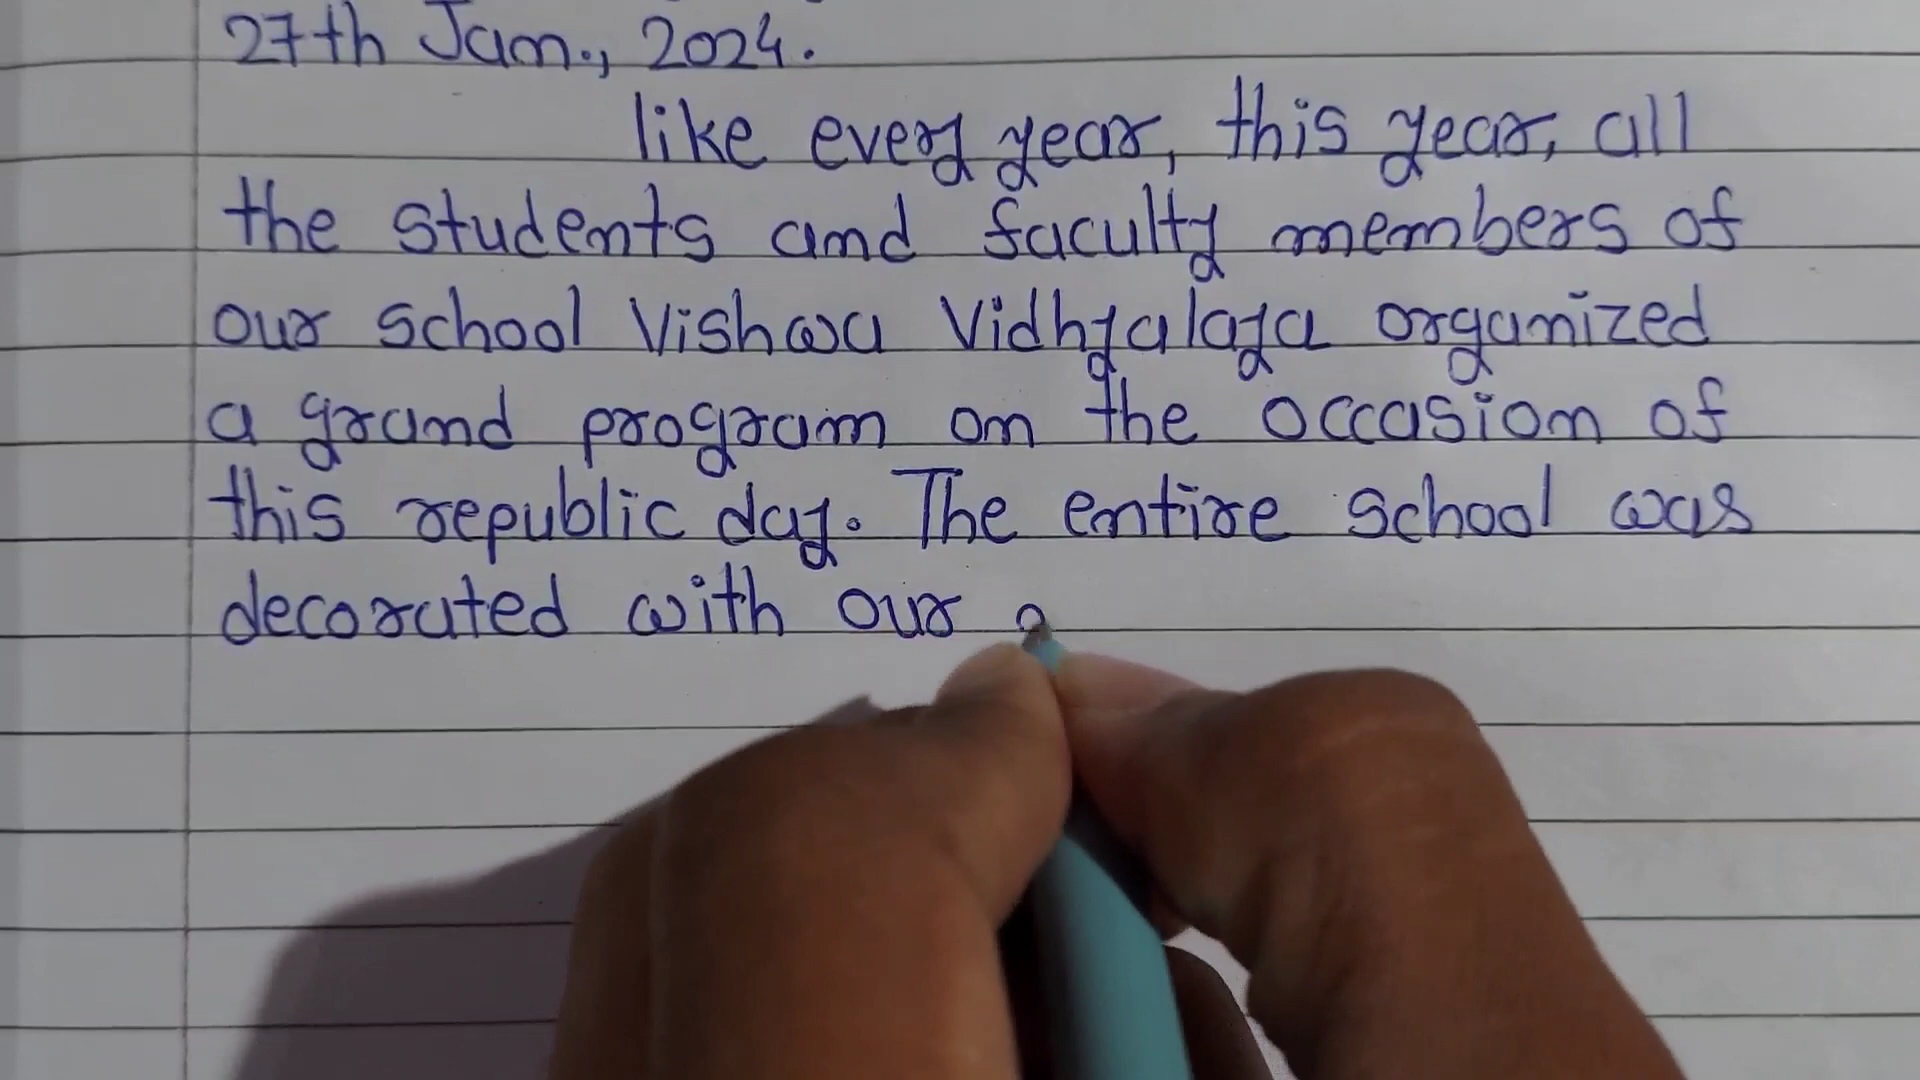 27th Jan., 2024.
like every year, this year, all
the students and faculty members of
our school Vishwa Vidhyalaya organized
a grand program on the occasion of
this republic day. The entire school was
decorated with our